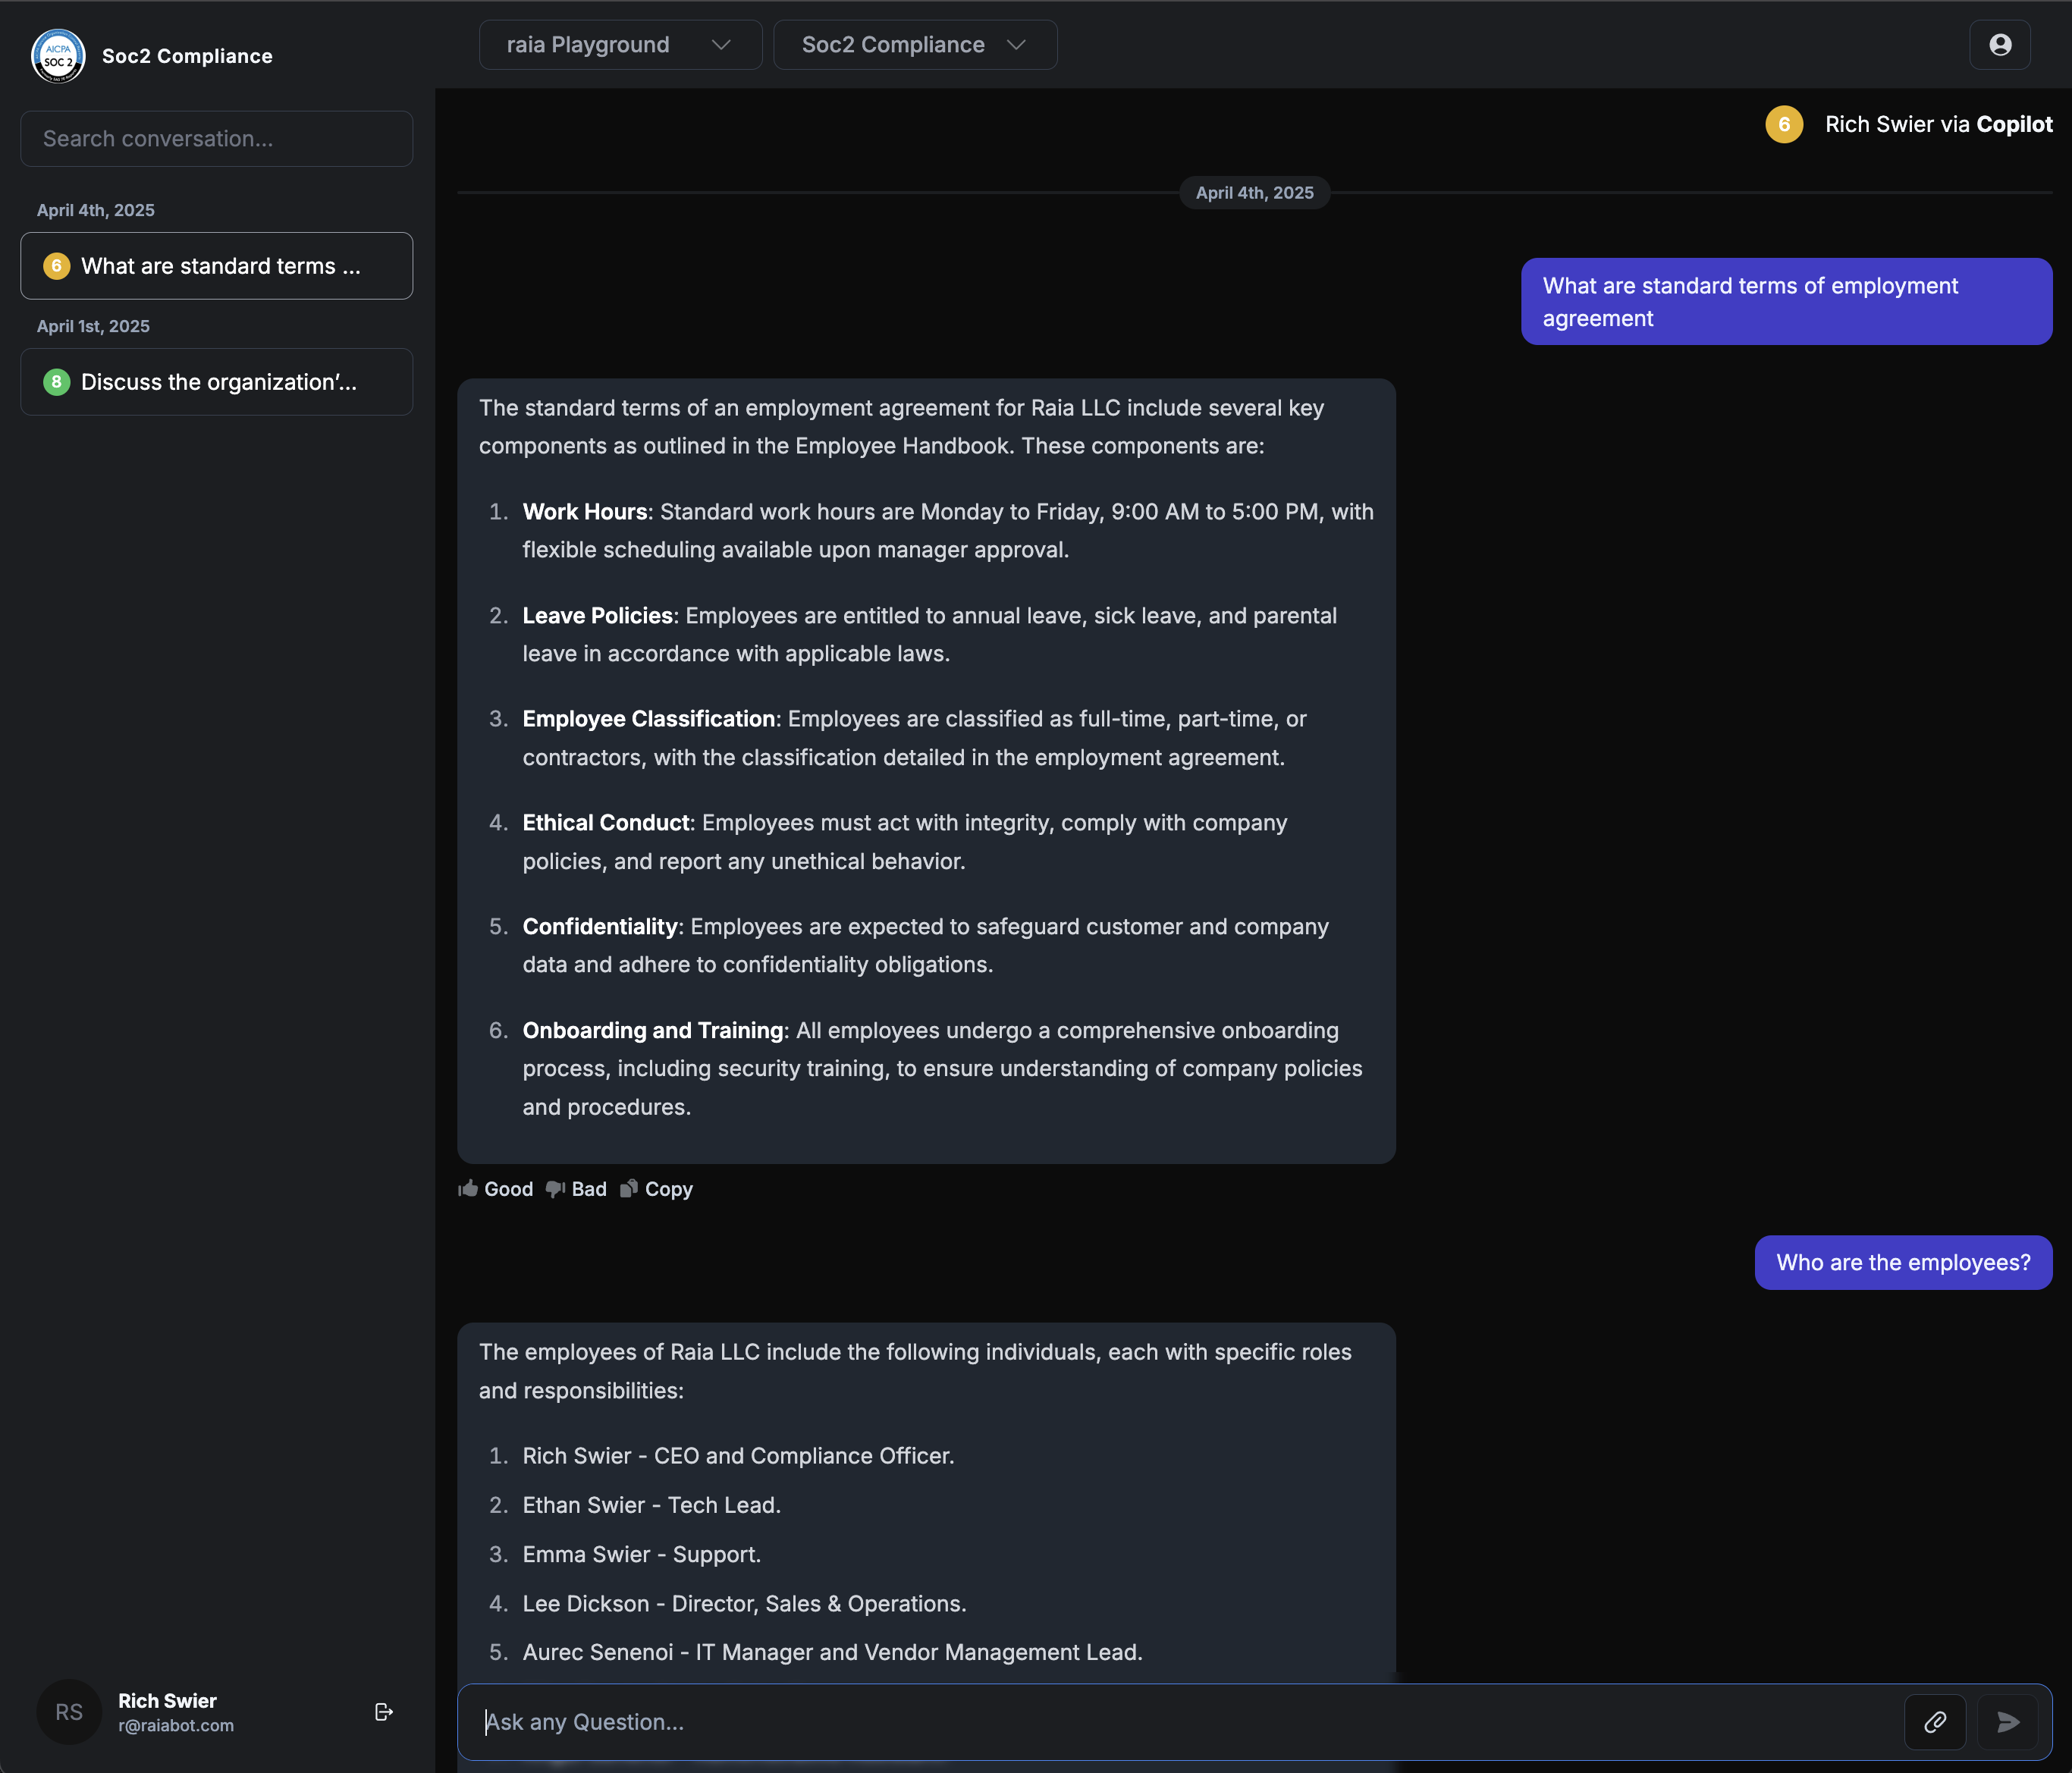 AICPA
SOC 2
Soc2 Compliance
raia Playground
Soc2 Compliance
Search conversation...
April 4th, 2025
6 What are standard terms ...
April 1st, 2025
8 Discuss the organization’...
RS
Rich Swier
r@raiabot.com
6 Rich Swier via Copilot
April 4th, 2025
What are standard terms of employment
agreement
The standard terms of an employment agreement for Raia LLC include several key
components as outlined in the Employee Handbook. These components are:
1. Work Hours: Standard work hours are Monday to Friday, 9:00 AM to 5:00 PM, with
flexible scheduling available upon manager approval.
2. Leave Policies: Employees are entitled to annual leave, sick leave, and parental
leave in accordance with applicable laws.
3. Employee Classification: Employees are classified as full-time, part-time, or
contractors, with the classification detailed in the employment agreement.
4. Ethical Conduct: Employees must act with integrity, comply with company
policies, and report any unethical behavior.
5. Confidentiality: Employees are expected to safeguard customer and company
data and adhere to confidentiality obligations.
6. Onboarding and Training: All employees undergo a comprehensive onboarding
process, including security training, to ensure understanding of company policies
and procedures.
Good Bad Copy
Who are the employees?
The employees of Raia LLC include the following individuals, each with specific roles
and responsibilities:
1. Rich Swier - CEO and Compliance Officer.
2. Ethan Swier - Tech Lead.
3. Emma Swier - Support.
4. Lee Dickson - Director, Sales & Operations.
5. Aurec Senenoi - IT Manager and Vendor Management Lead.
Ask any Question...